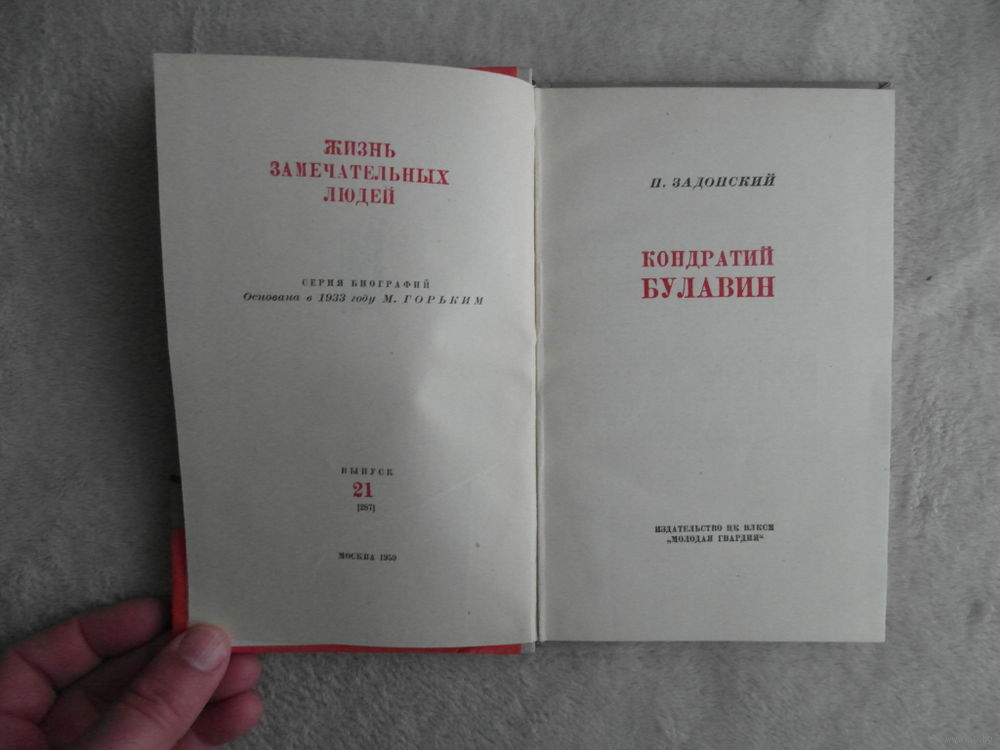 ЖИЗНЬ
ЗАМЕЧАТЕЛЬНЫХ
ЛЮДЕЙ
СЕРИЯ БИОГРАФИЙ
Основана в 1933 году М. ГОРЬКИМ
ВЫПУСК
21
[287]
МОСКВА 1959
П. ЗАДОНСКИЙ
КОНДРАТИЙ
БУЛАВИН
ИЗДАТЕЛЬСТВО ЦК ВЛКСМ
„МОЛОДАЯ ГВАРДИЯ“